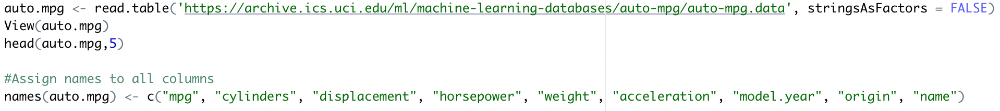 auto.mpg <- read.table('https://archive.ics.uci.edu/ml/machine-learning-databases/auto-mpg/auto-mpg.data', stringsAsFactors = FALSE)
View(auto.mpg)
head(auto.mpg,5)
#Assign names to all columns
names(auto.mpg) <- c("mpg", "cylinders", "displacement", "horsepower", "weight", "acceleration", "model.year", "origin", "name")